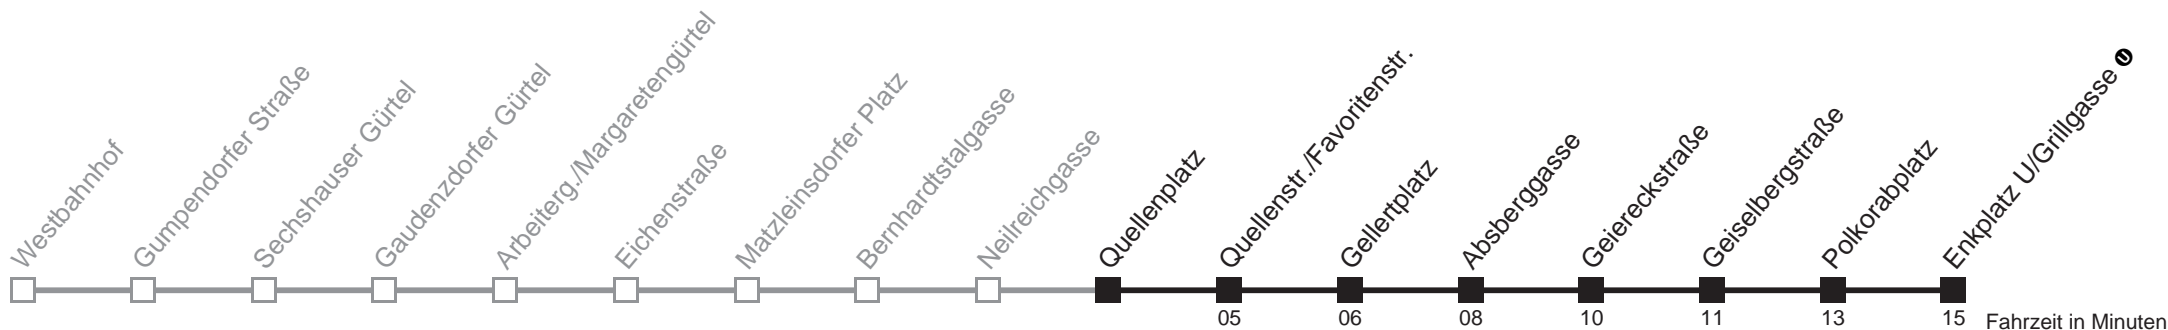 Westbahnhof
Gumpendorfer Straße
Sechshauser Gürtel
Gaudenzdorfer Gürtel
Arbeiterg./Margaretengürtel
Eichenstraße
Matzleinsdorfer Platz
Bernhardtstalgasse
Neilreichgasse
Quellenplatz
Quellenstr./Favoritenstr.
Gellertplatz
Absberggasse
Geiereckstraße
Geiselbergstraße
Polkorabplatz
Enkplatz U/Grillgasse U
05 06 08 10 11 13 15 Fahrzeit in Minuten